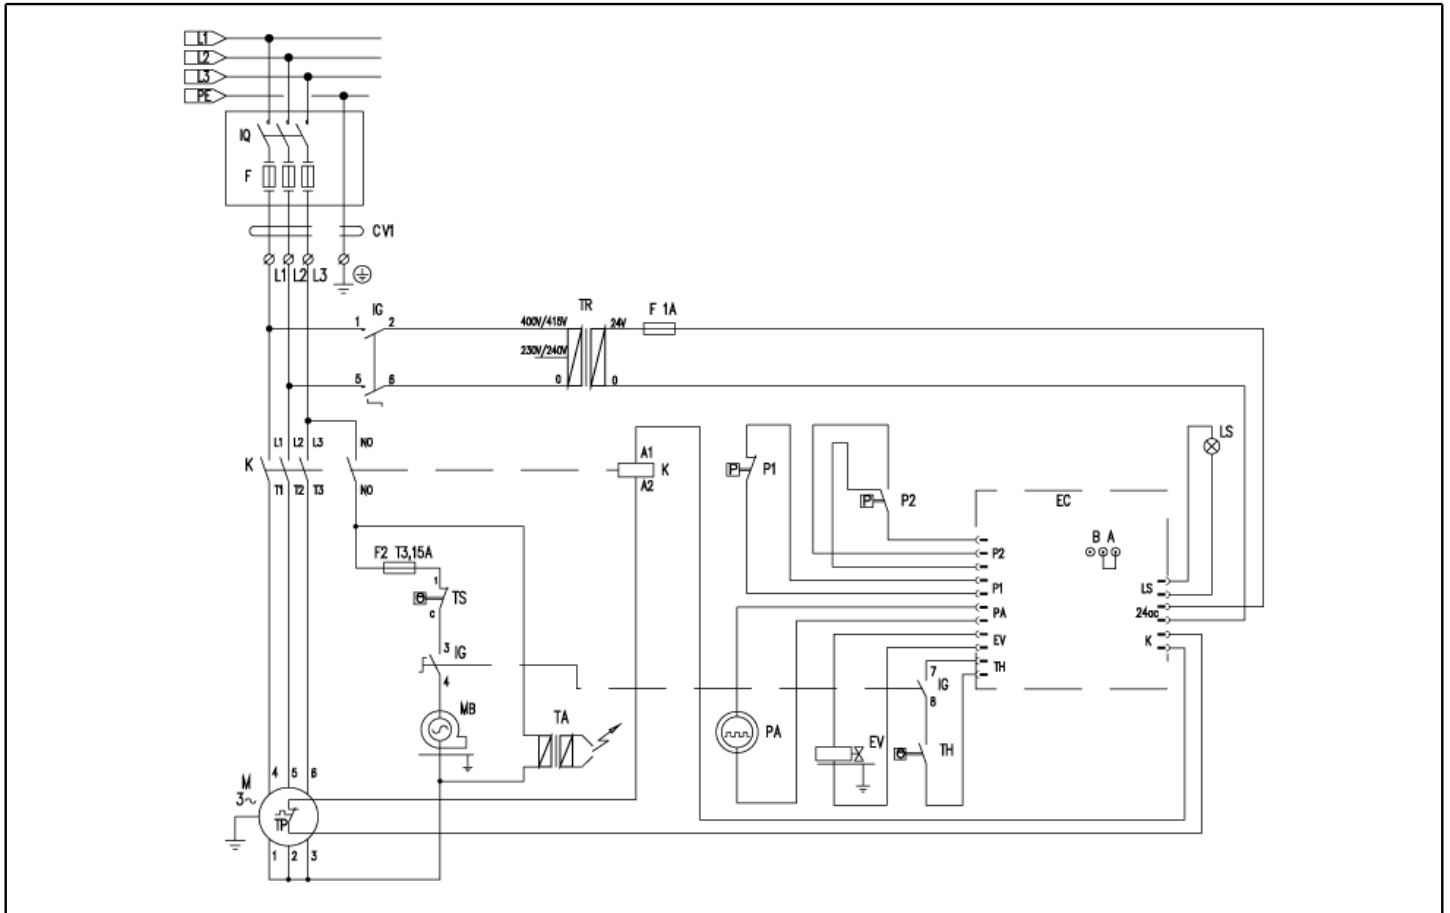 L1
L2
L3
PE
IQ
F
CV1
L1 L2 L3
IG
1 2
5 6
TR
400V/415V
230V/240V
0
24V
0
F 1A
K
L1 L2 L3 NO
T1 T2 T3 NO
A1
K
A2
P P1
P P2
EC
B A
P2
P1
PA
EV
TH
LS
24ac
K
LS
F2 T3,15A
1
TS
c
3 IG
4
MB
TA
PA
EV
7
IG
8
TH
M
3~
4 5 6
TP
1 2 3